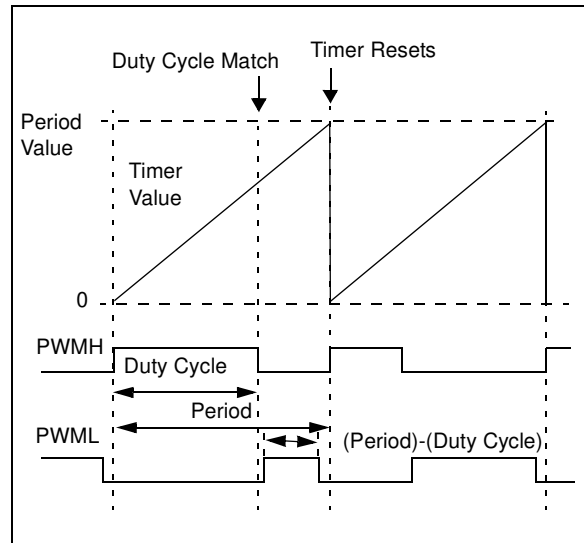 Duty Cycle Match
Timer Resets
Period
Value
Timer
Value
0
PWMH
Duty Cycle
Period
PWML
(Period)-(Duty Cycle)